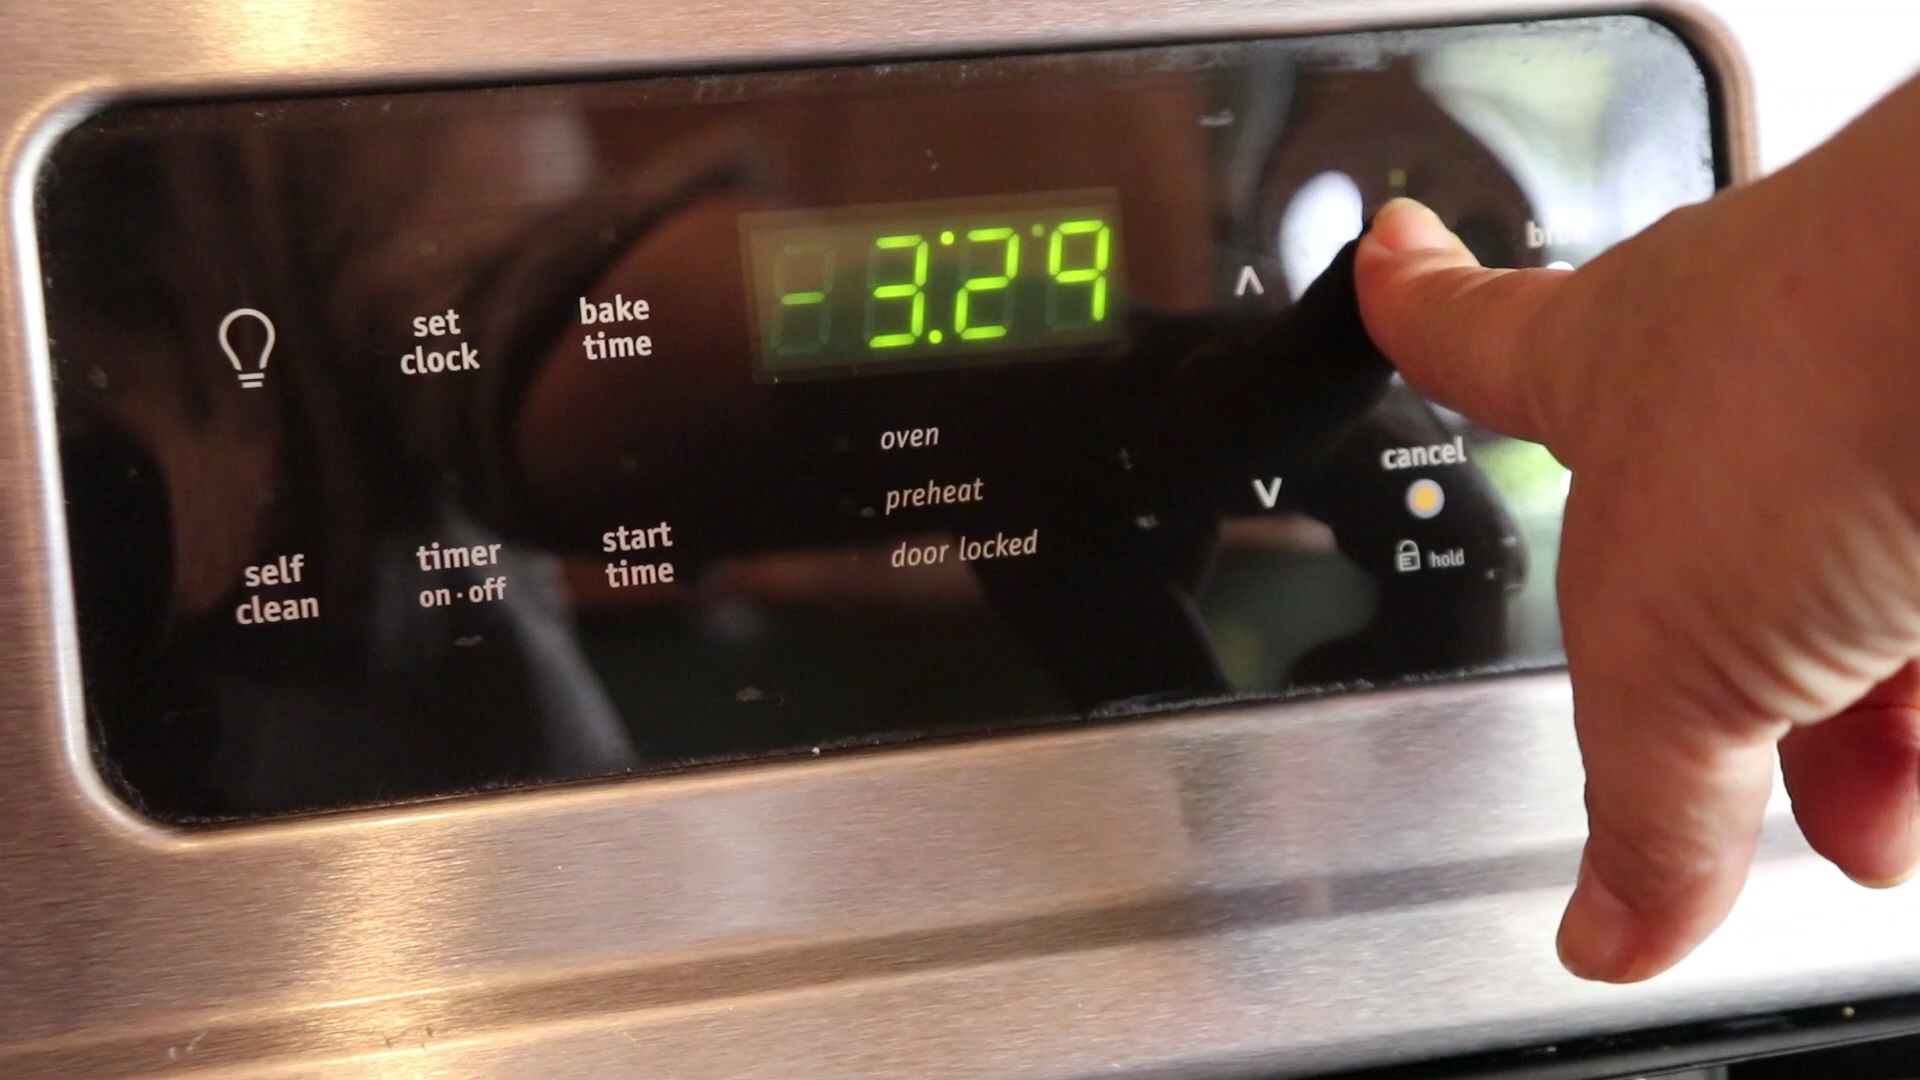 - 3:29
set
clock
bake
time
oven
preheat
door locked
self
clean
timer
on·off
start
time
∧
∨
cancel
hold